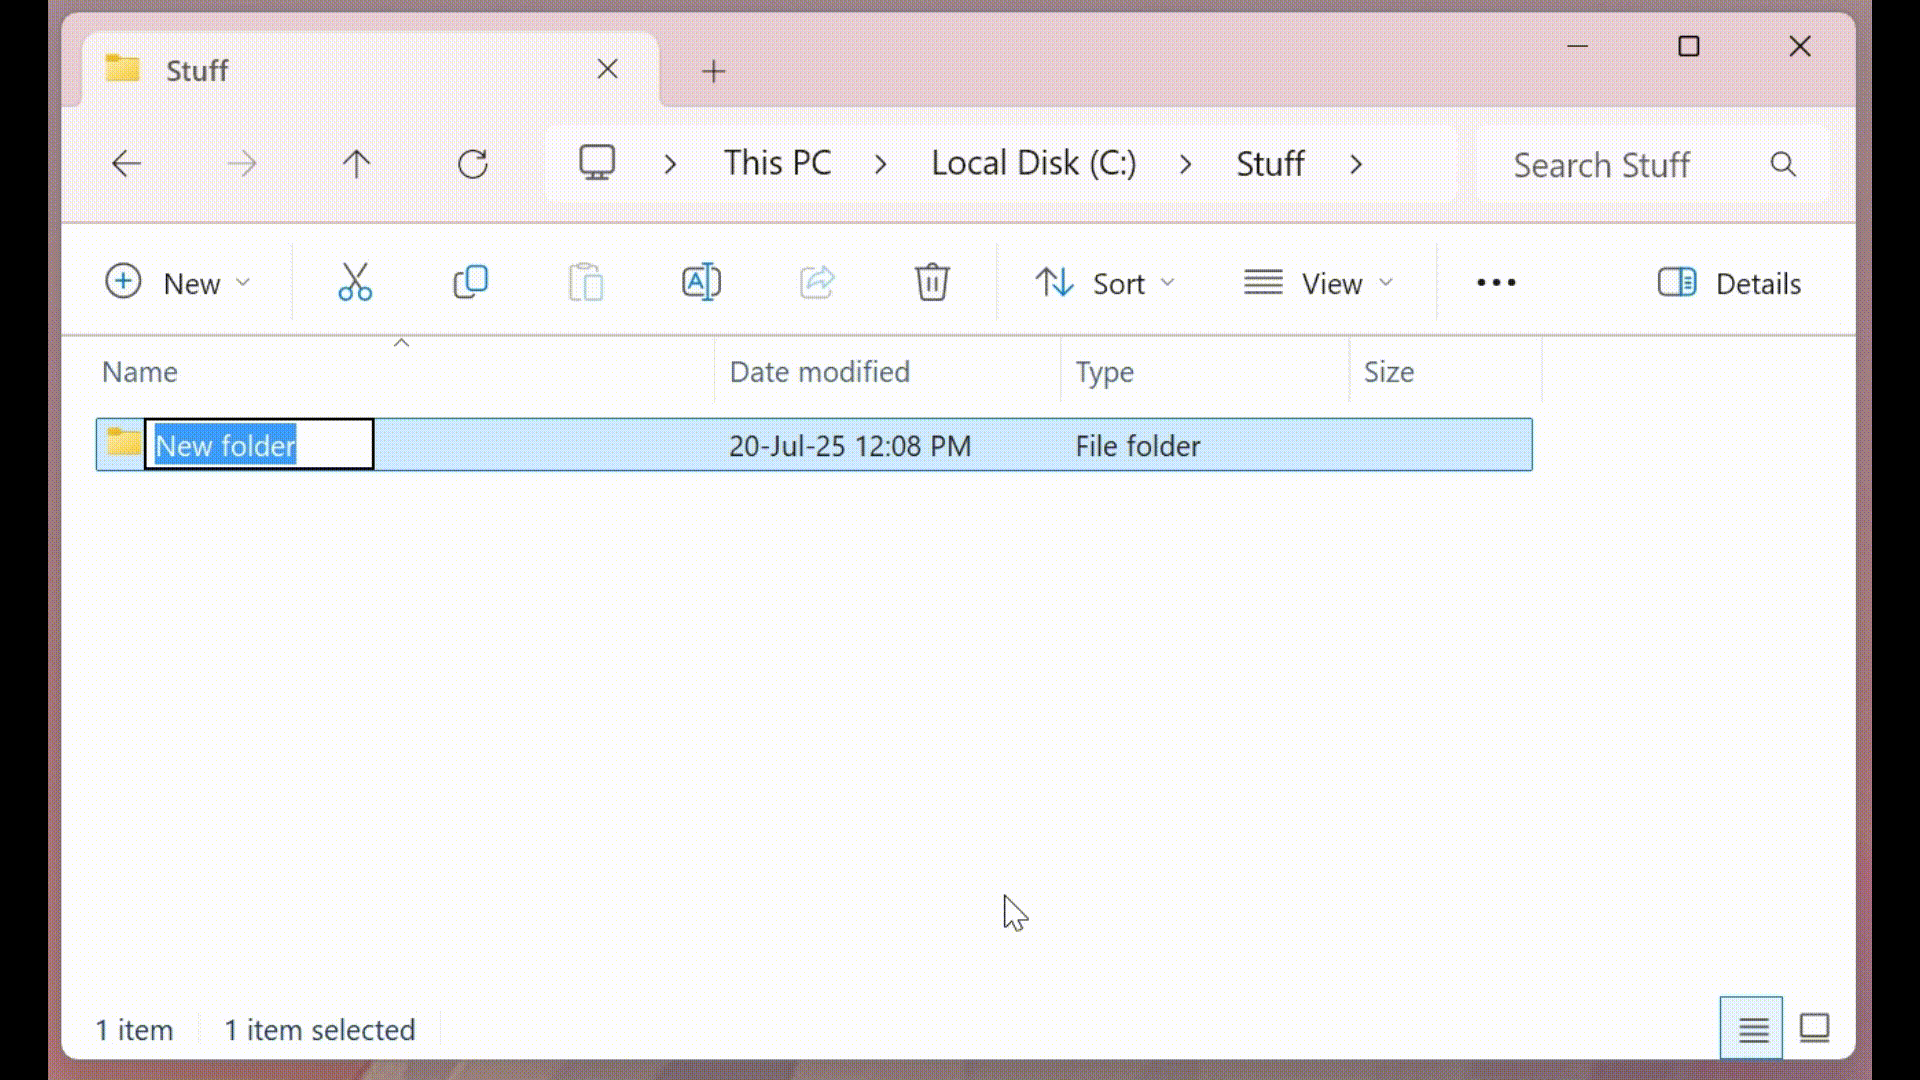 Stuff
This PC Local Disk (C:) Stuff Search Stuff
New Sort View Details
Name Date modified Type Size
New folder 20-Jul-25 12:08 PM File folder
1 item 1 item selected